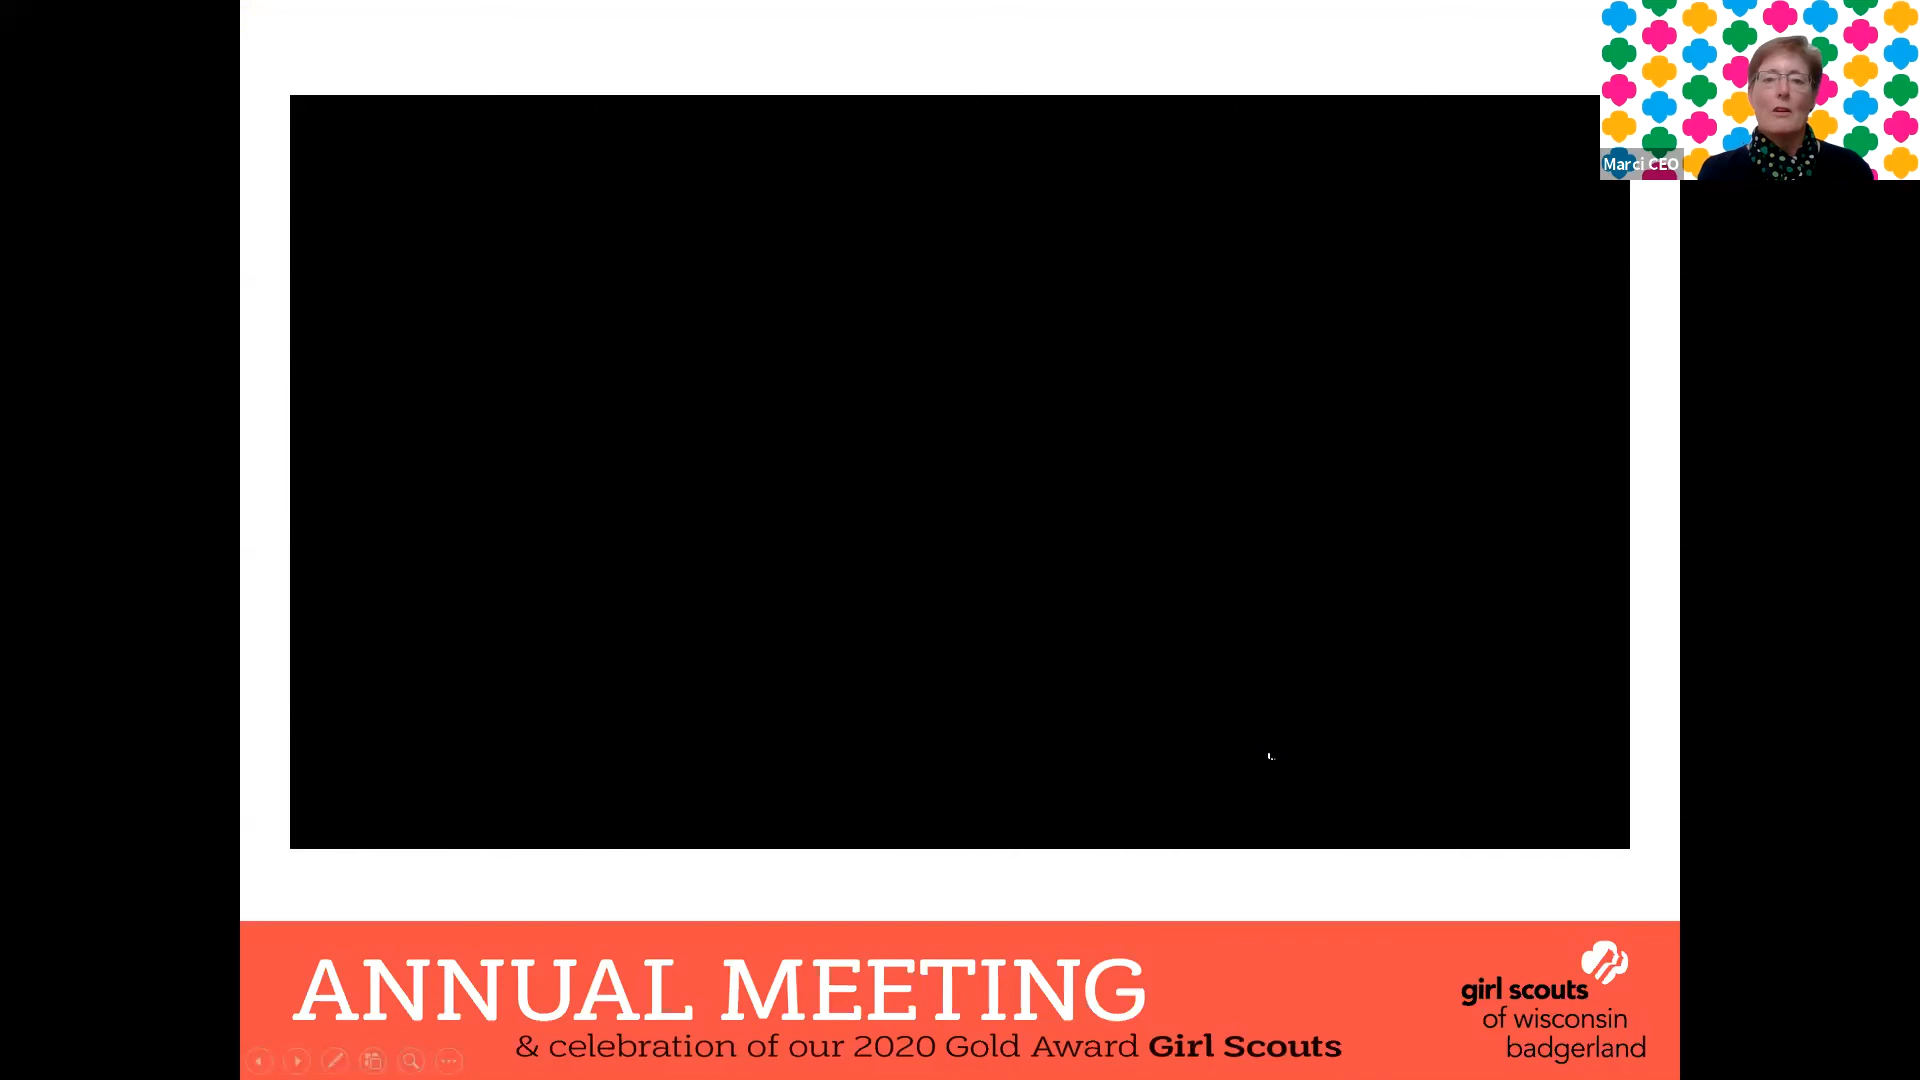 Marci CEO
ANNUAL MEETING
& celebration of our 2020 Gold Award Girl Scouts
girl scouts
of wisconsin
badgerland